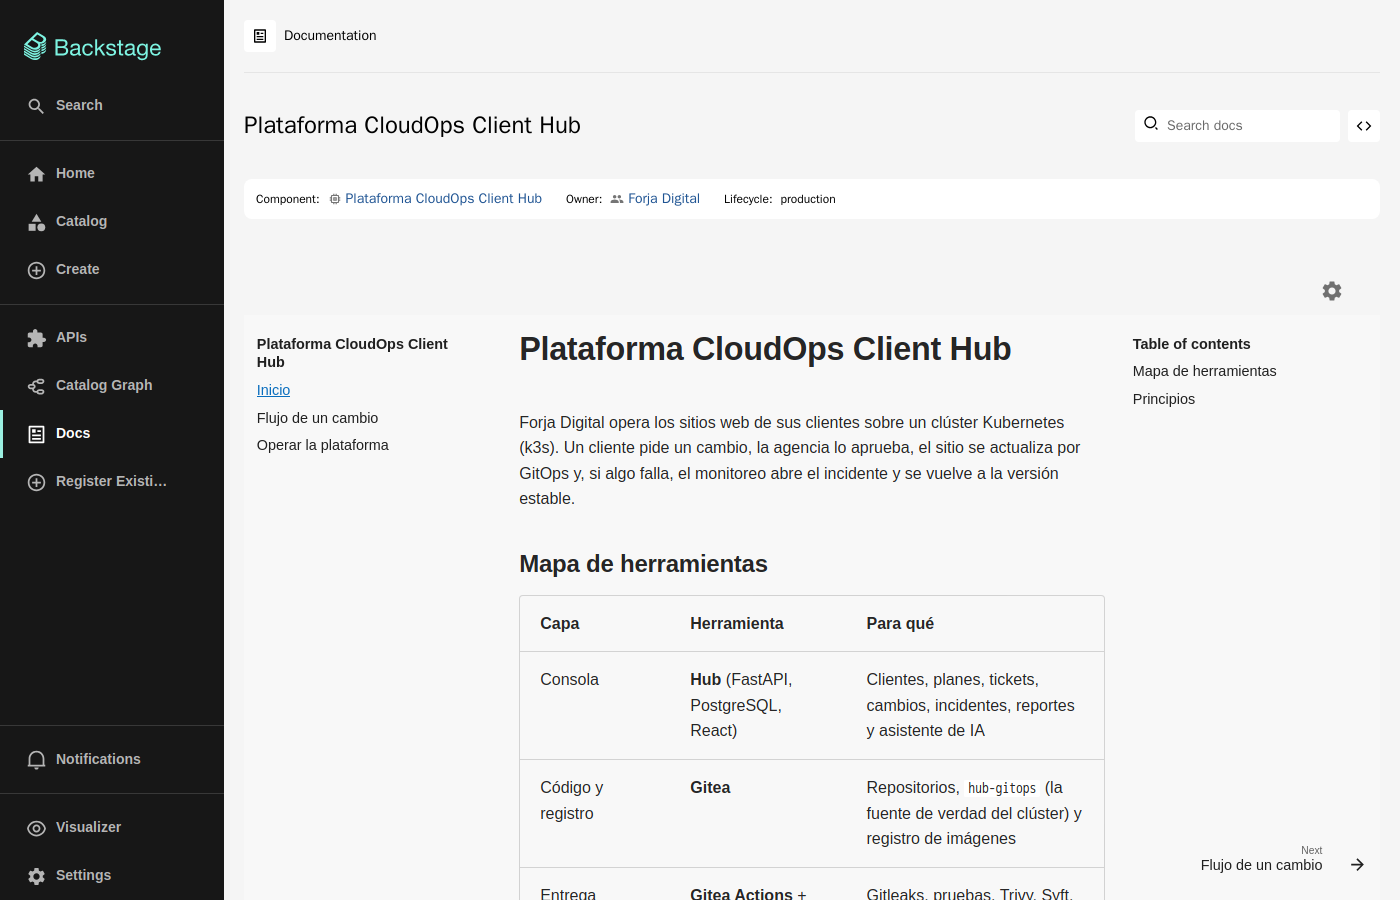 Backstage
Search
Home
Catalog
Create
APIs
Catalog Graph
Docs
Register Existi...
Notifications
Visualizer
Settings
Documentation
Plataforma CloudOps Client Hub
Search docs
Component: Plataforma CloudOps Client Hub Owner: Forja Digital Lifecycle: production
Plataforma CloudOps Client
Hub
Inicio
Flujo de un cambio
Operar la plataforma
Plataforma CloudOps Client Hub
Forja Digital opera los sitios web de sus clientes sobre un clúster Kubernetes
(k3s). Un cliente pide un cambio, la agencia lo aprueba, el sitio se actualiza por
GitOps y, si algo falla, el monitoreo abre el incidente y se vuelve a la versión
estable.
Mapa de herramientas
Capa Herramienta Para qué
Consola Hub (FastAPI, Clientes, planes, tickets,
PostgreSQL, cambios, incidentes, reportes
React) y asistente de IA
Código y Gitea Repositorios, hub-gitops (la
registro fuente de verdad del clúster) y
registro de imágenes
Entrega Gitea Actions + Gitleaks, pruebas, Trivy, Syft,
Table of contents
Mapa de herramientas
Principios
Next
Flujo de un cambio